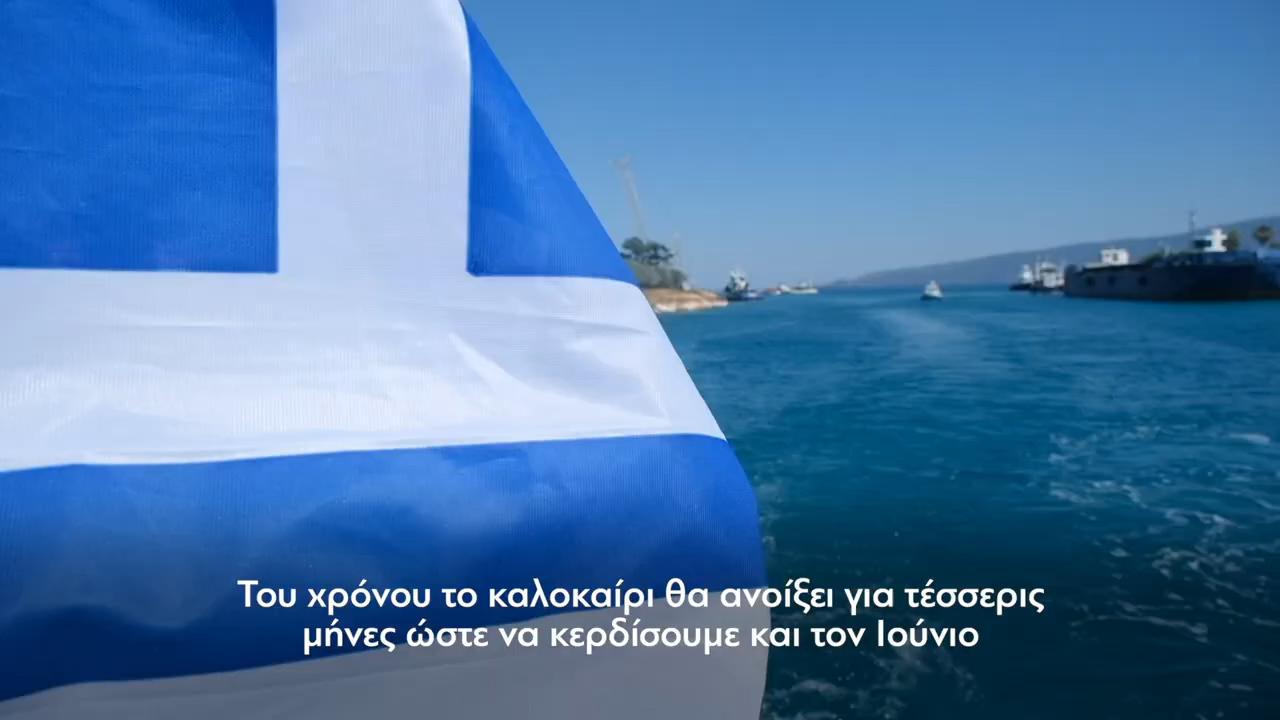 Του χρόνου το καλοκαίρι θα ανοίξει για τέσσερις
μήνες ώστε να κερδίσουμε και τον Ιούνιο